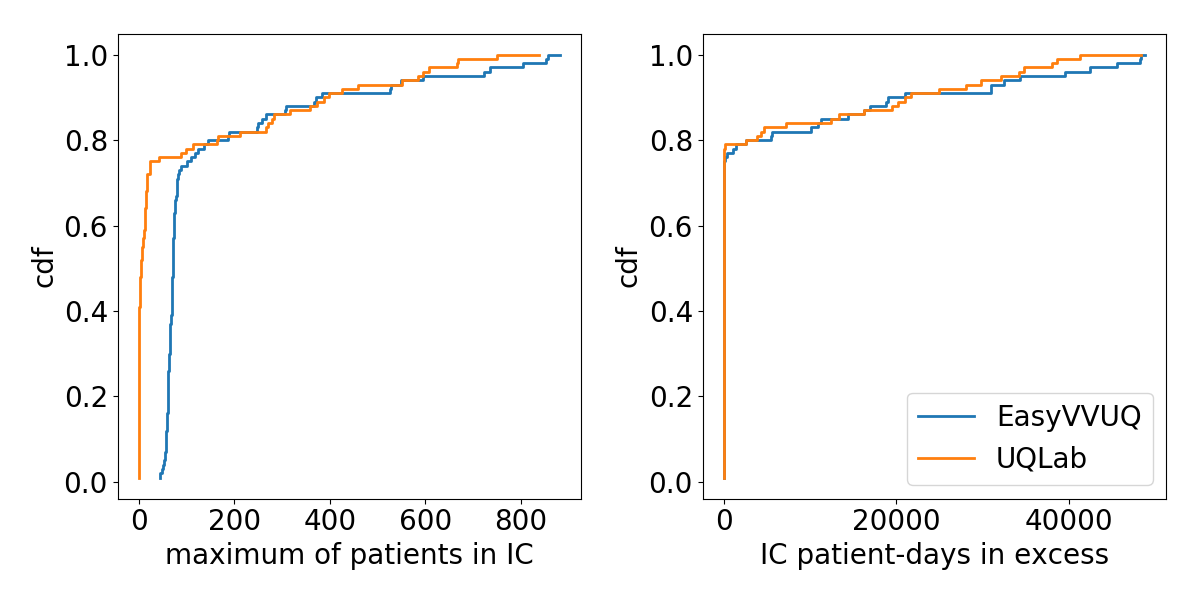 cdf
1.0
0.8
0.6
0.4
0.2
0.0
0 200 400 600 800
maximum of patients in IC
cdf
1.0
0.8
0.6
0.4
0.2
0.0
EasyVVUQ
UQLab
0 20000 40000
IC patient-days in excess